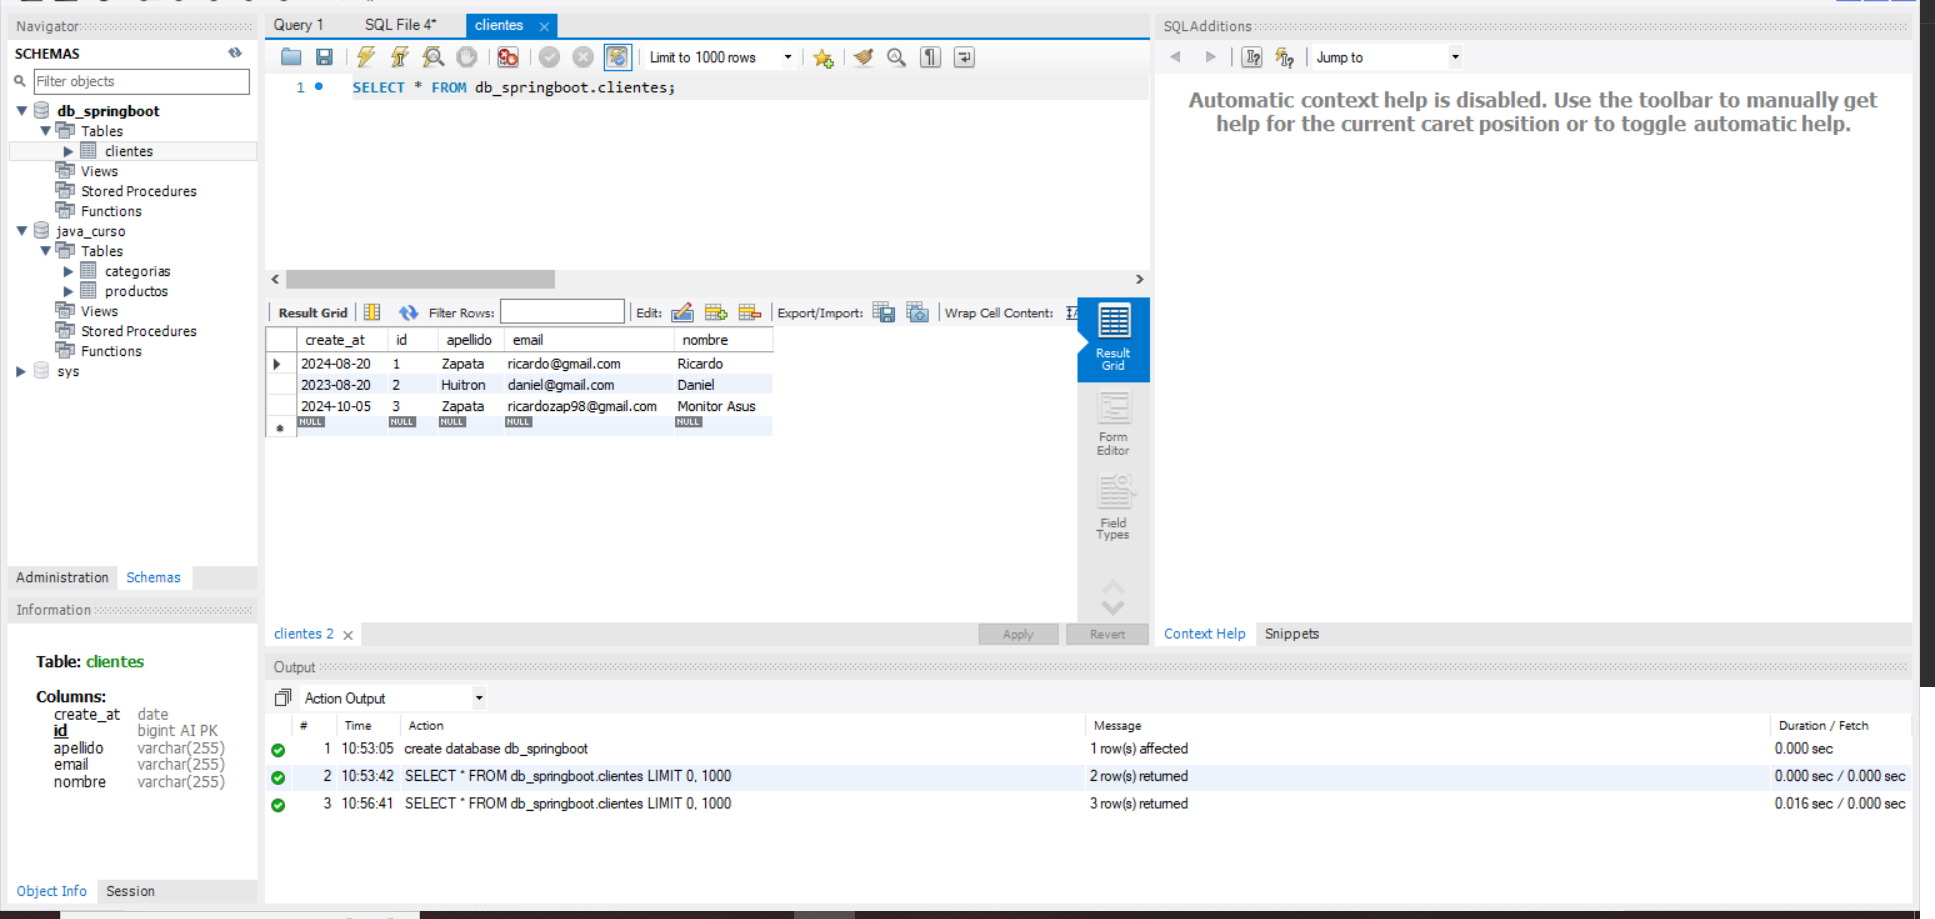 Navigator
SCHEMAS
Filter objects
db_springboot
Tables
clientes
Views
Stored Procedures
Functions
java_curso
Tables
categorias
productos
Views
Stored Procedures
Functions
sys
Administration Schemas
Information
Table: clientes
Columns:
create_at date
id bigint AI PK
apellido varchar(255)
email varchar(255)
nombre varchar(255)
Object Info Session
Query 1 SQL File 4* clientes
Limit to 1000 rows
1 SELECT * FROM db_springboot.clientes;
Result Grid Filter Rows: Edit: Export/Import: Wrap Cell Content:
create_at id apellido email nombre
2024-08-20 1 Zapata ricardo@gmail.com Ricardo
2023-08-20 2 Huitron daniel@gmail.com Daniel
2024-10-05 3 Zapata ricardozap98@gmail.com Monitor Asus
NULL NULL NULL NULL NULL
Result
Grid
Form
Editor
Field
Types
clientes 2 Apply Revert
SQLAdditions
Jump to
Automatic context help is disabled. Use the toolbar to manually get
help for the current caret position or to toggle automatic help.
Context Help Snippets
Output
Action Output
# Time Action Message Duration / Fetch
1 10:53:05 create database db_springboot 1 row(s) affected 0.000 sec
2 10:53:42 SELECT * FROM db_springboot.clientes LIMIT 0, 1000 2 row(s) returned 0.000 sec / 0.000 sec
3 10:56:41 SELECT * FROM db_springboot.clientes LIMIT 0, 1000 3 row(s) returned 0.016 sec / 0.000 sec